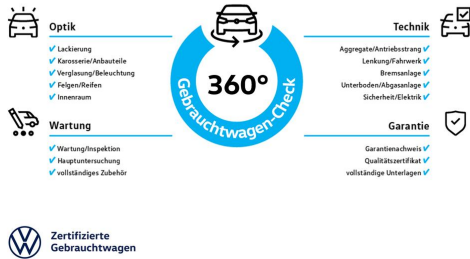 Optik
Lackierung
Karosserie/Anbauteile
Verglasung/Beleuchtung
Felgen/Reifen
Innenraum
Wartung
Wartung/Inspektion
Hauptuntersuchung
vollständiges Zubehör
360°
Gebrauchtwagen-Check
Technik
Aggregate/Antriebsstrang
Lenkung/Fahrwerk
Bremsanlage
Unterboden/Abgasanlage
Sicherheit/Elektrik
Garantie
Garantienachweis
Qualitätszertifikat
vollständige Unterlagen
Zertifizierte
Gebrauchtwagen